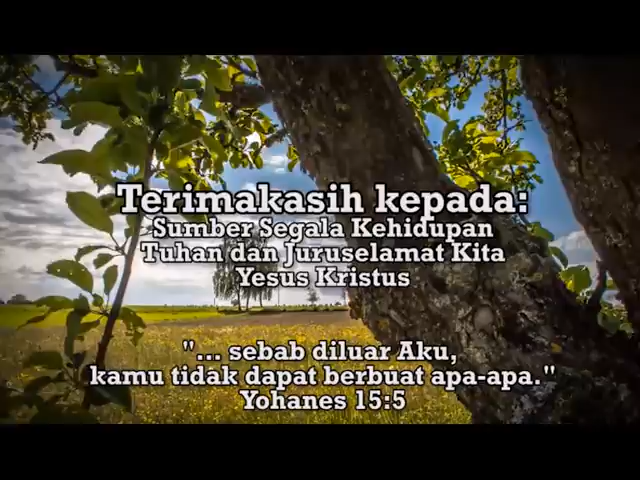 Terimakasih kepada:
Sumber Segala Kehidupan
Tuhan dan Juruselamat Kita
Yesus Kristus
"... sebab diluar Aku,
kamu tidak dapat berbuat apa-apa."
Yohanes 15:5